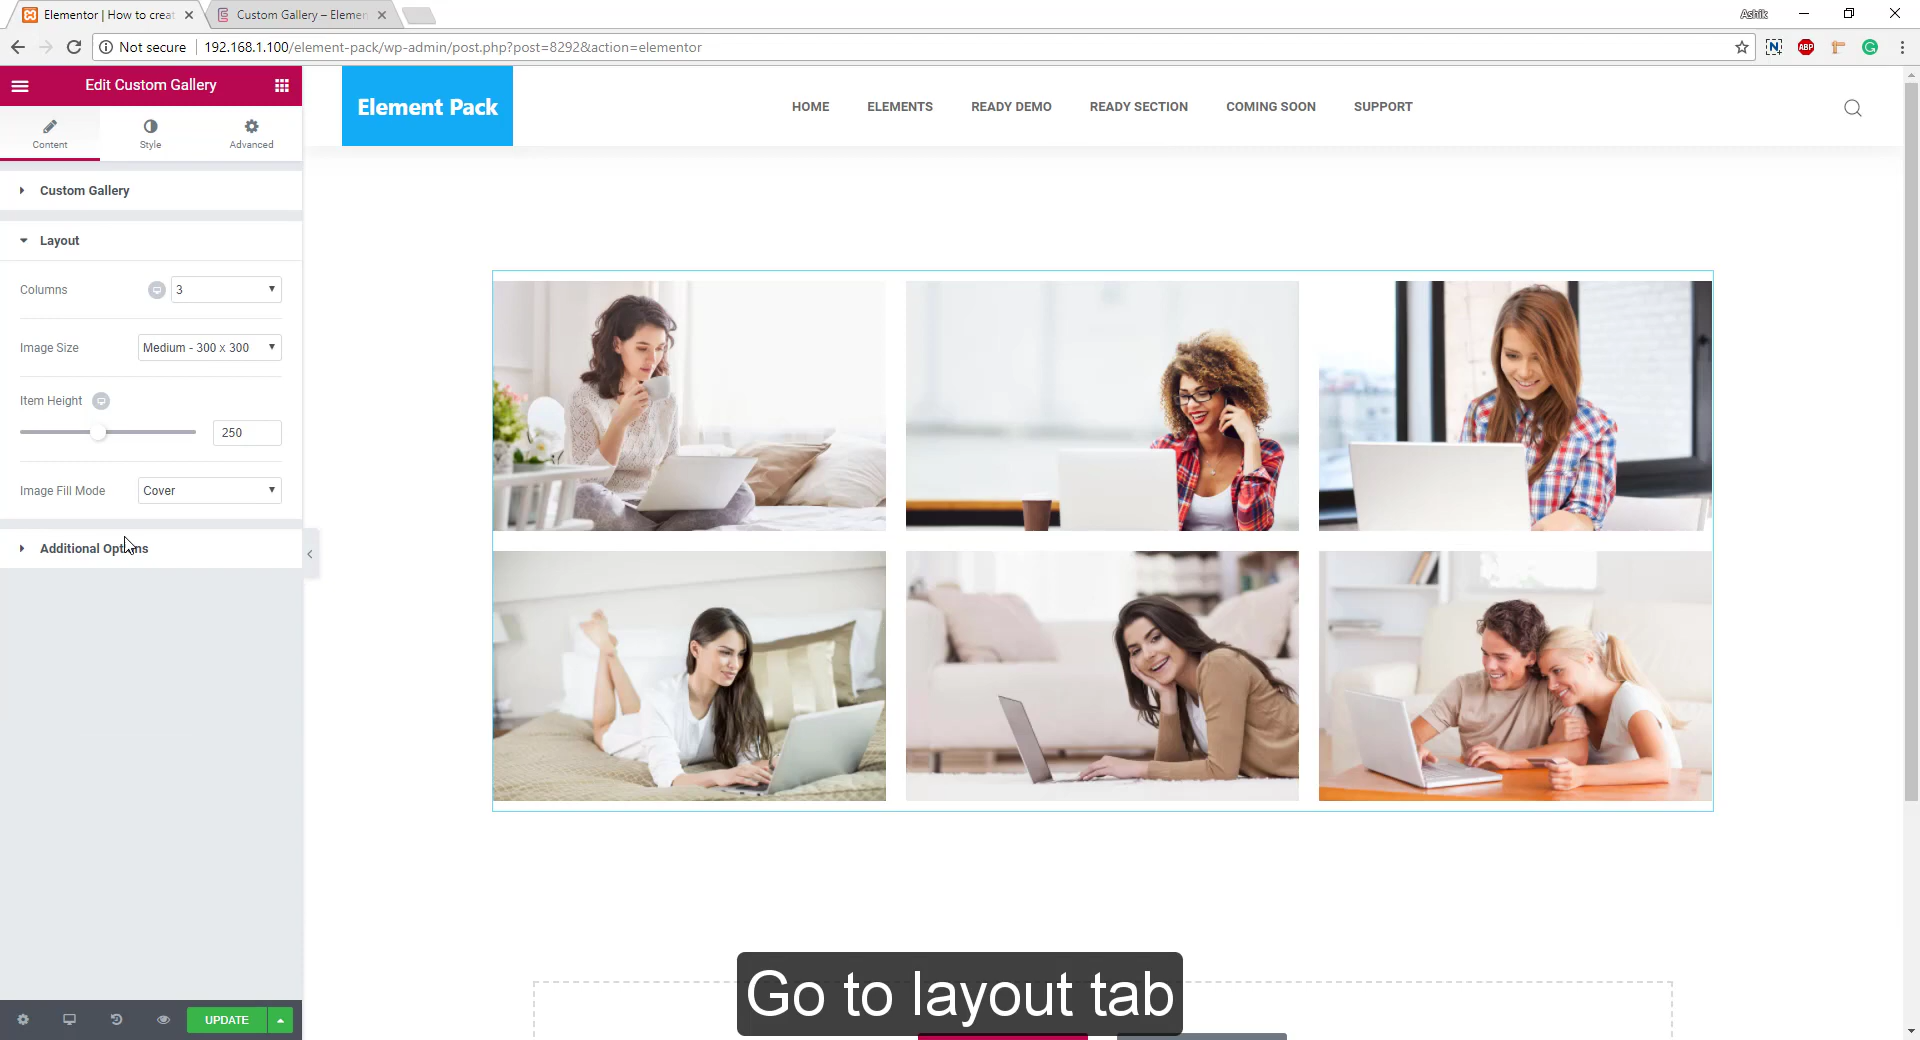 Elementor | How to creat
Custom Gallery – Elemen
Ashik
Not secure
192.168.1.100/element-pack/wp-admin/post.php?post=8292&action=elementor
N
ABP
G
Edit Custom Gallery
Content
Style
Advanced
Custom Gallery
Layout
Columns
3
Image Size
Medium - 300 x 300
Item Height
250
Image Fill Mode
Cover
Additional Options
UPDATE
Element Pack
HOME
ELEMENTS
READY DEMO
READY SECTION
COMING SOON
SUPPORT
Go to layout tab